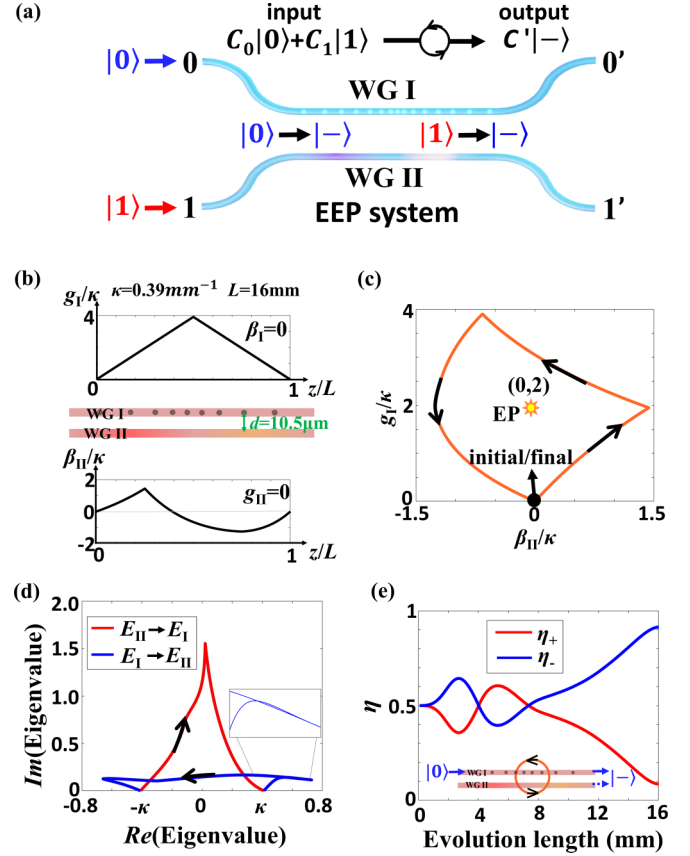 (a)
input
output
C₀|0⟩+C₁|1⟩
C'|−⟩
|0⟩
0
0'
WG I
|0⟩ |−⟩
|1⟩ |−⟩
WG II
|1⟩
1
1'
EEP system
(b)
g_I/κ κ=0.39mm⁻¹ L=16mm
4
β_I=0
0
0
1 z/L
WG I
WG II
d=10.5μm
β_II/κ
2
g_II=0
0
-2
0
1 z/L
(c)
g_I/κ
4
2
0
(0,2)
EP
initial/final
-1.5
0
1.5
β_II/κ
(d)
Im(Eigenvalue)
2.0
1.5
1.0
0.5
0
E_II→E_I
E_I→E_II
-0.8
-κ
0
κ
0.8
Re(Eigenvalue)
(e)
η
1
0.5
0
η₊
η₋
|0⟩
WG I
WG II
|−⟩
0
4
8
12
16
Evolution length (mm)